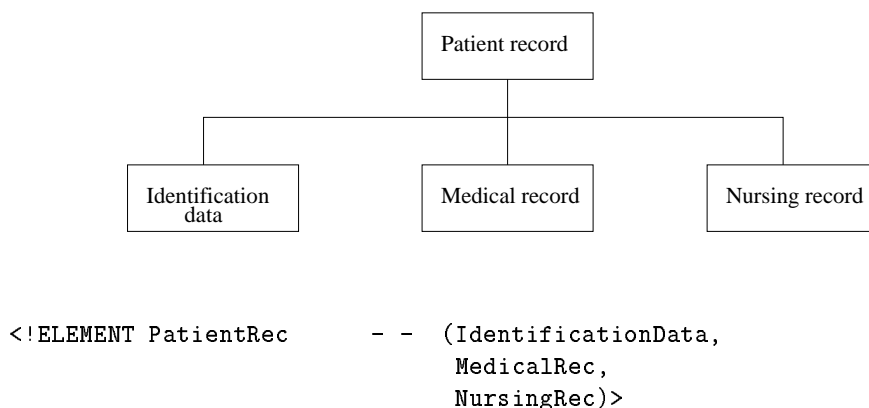 Patient record
Identification
data
Medical record
Nursing record
<!ELEMENT PatientRec - - (IdentificationData,
MedicalRec,
NursingRec)>